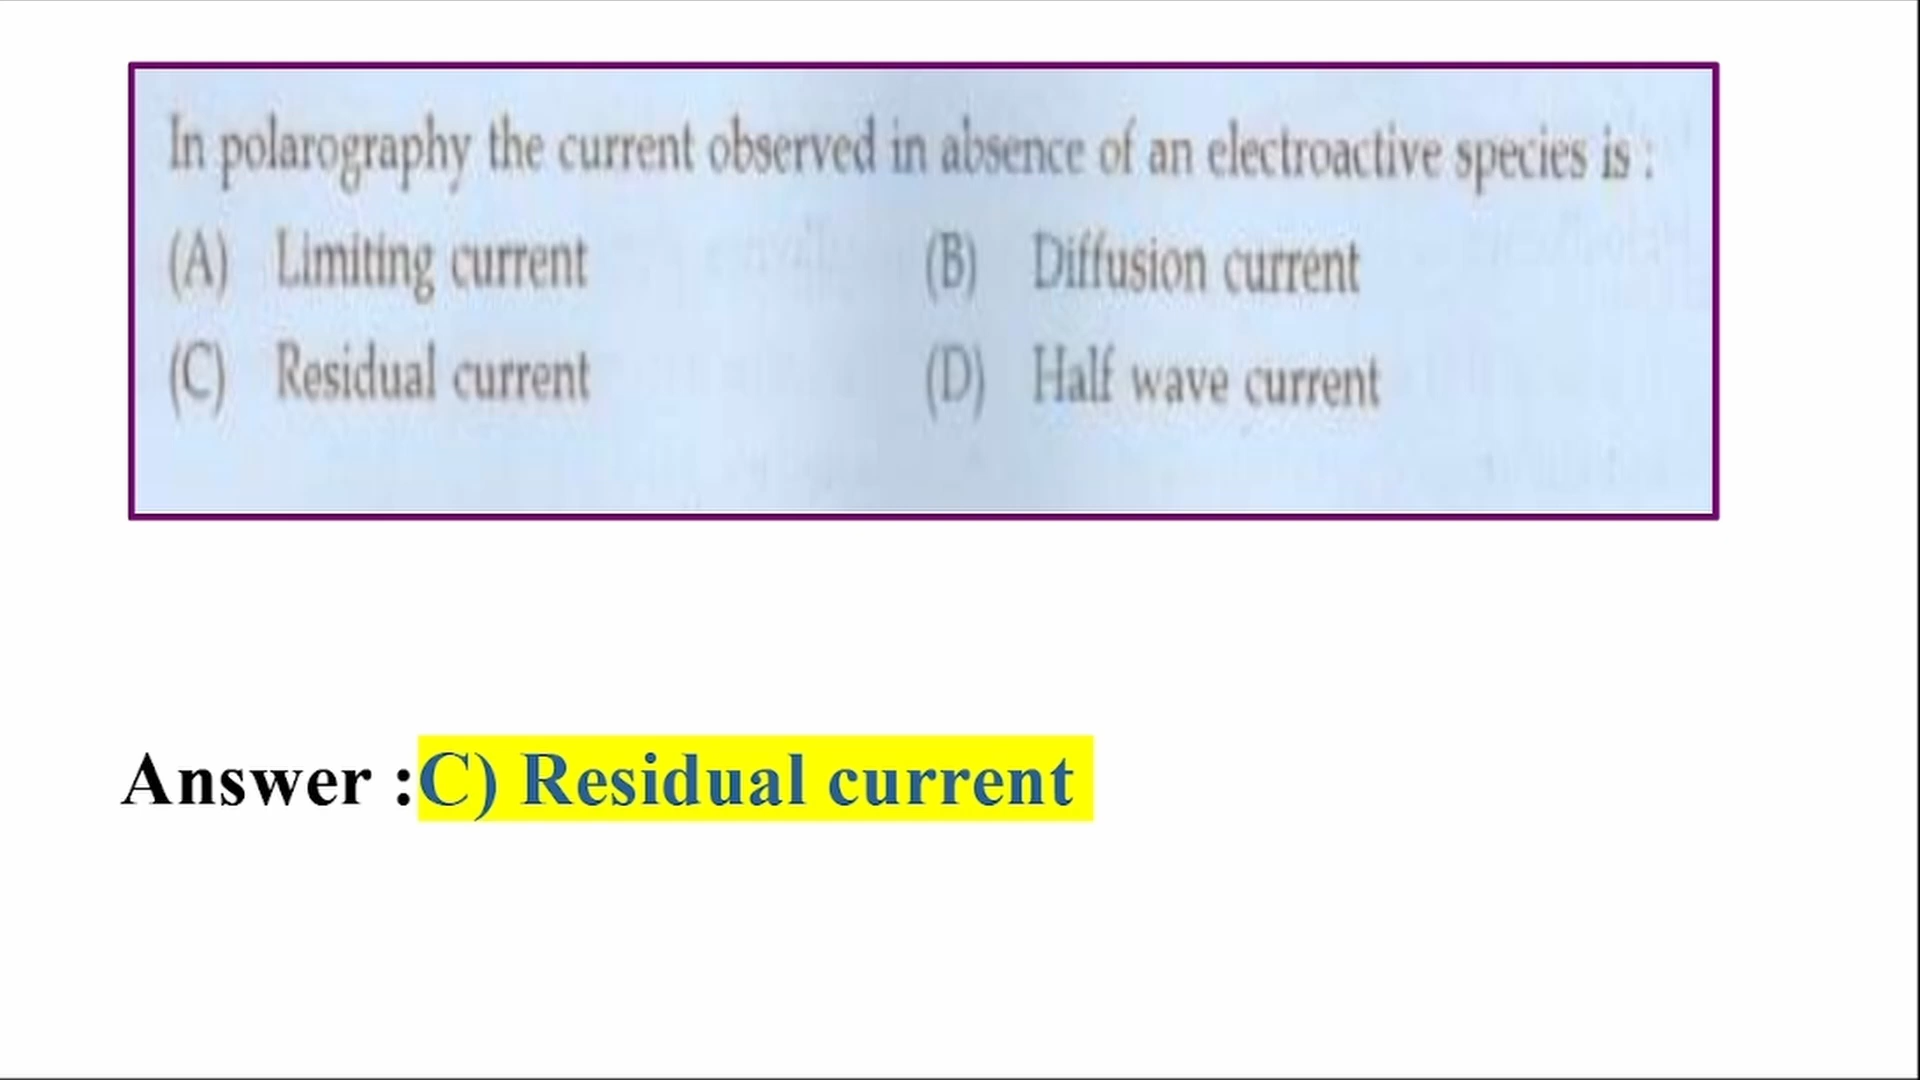 In polarography the current observed in absence of an electroactive species is :
(A) Limiting current (B) Diffusion current
(C) Residual current (D) Half wave current
Answer :C) Residual current